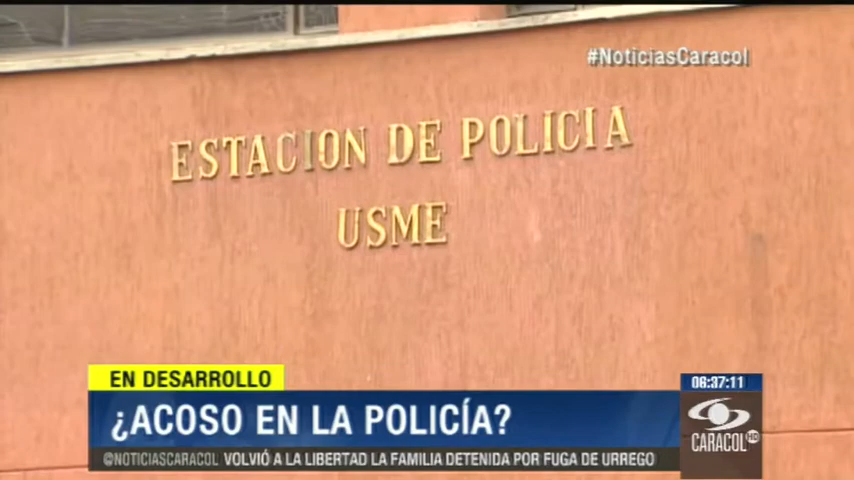 #NoticiasCaracol
ESTACION DE POLICIA
USME
EN DESARROLLO
¿ACOSO EN LA POLICÍA?
06:37:11
CARACOL HD
@NOTICIASCARACOL VOLVIÓ A LA LIBERTAD LA FAMILIA DETENIDA POR FUGA DE URREGO